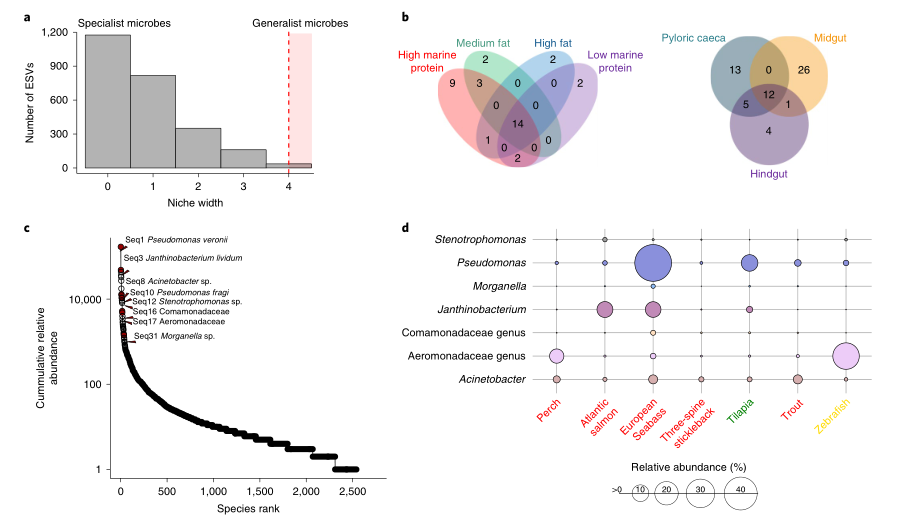 a
Specialist microbes
Generalist microbes
1,200
900
600
300
0
Number of ESVs
0 1 2 3 4
Niche width
b
Medium fat
High fat
High marine
protein
Low marine
protein
2
2
9
3
0
0
2
0
0
14
1
0
0
0
2
Pyloric caeca
Midgut
13
0
26
12
5
1
4
Hindgut
c
Seq1 Pseudomonas veronii
Seq3 Janthinobacterium lividum
Seq8 Acinetobacter sp.
Seq10 Pseudomonas fragi
Seq12 Stenotrophomonas sp.
Seq16 Comamonadaceae
Seq17 Aeromonadaceae
Seq31 Morganella sp.
10,000
100
1
Cummulative relative
abundance
0 500 1,000 1,500 2,000 2,500
Species rank
d
Stenotrophomonas
Pseudomonas
Morganella
Janthinobacterium
Comamonadaceae genus
Aeromonadaceae genus
Acinetobacter
Perch
Atlantic
salmon
European
Seabass
Three-spine
stickleback
Tilapia
Trout
Zebrafish
Relative abundance (%)
>0 10 20 30 40